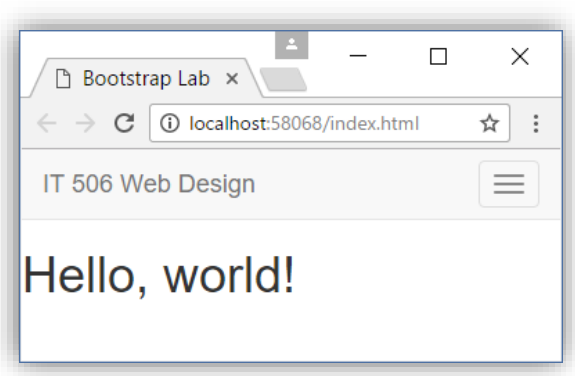 Bootstrap Lab
localhost:58068/index.html
IT 506 Web Design
Hello, world!